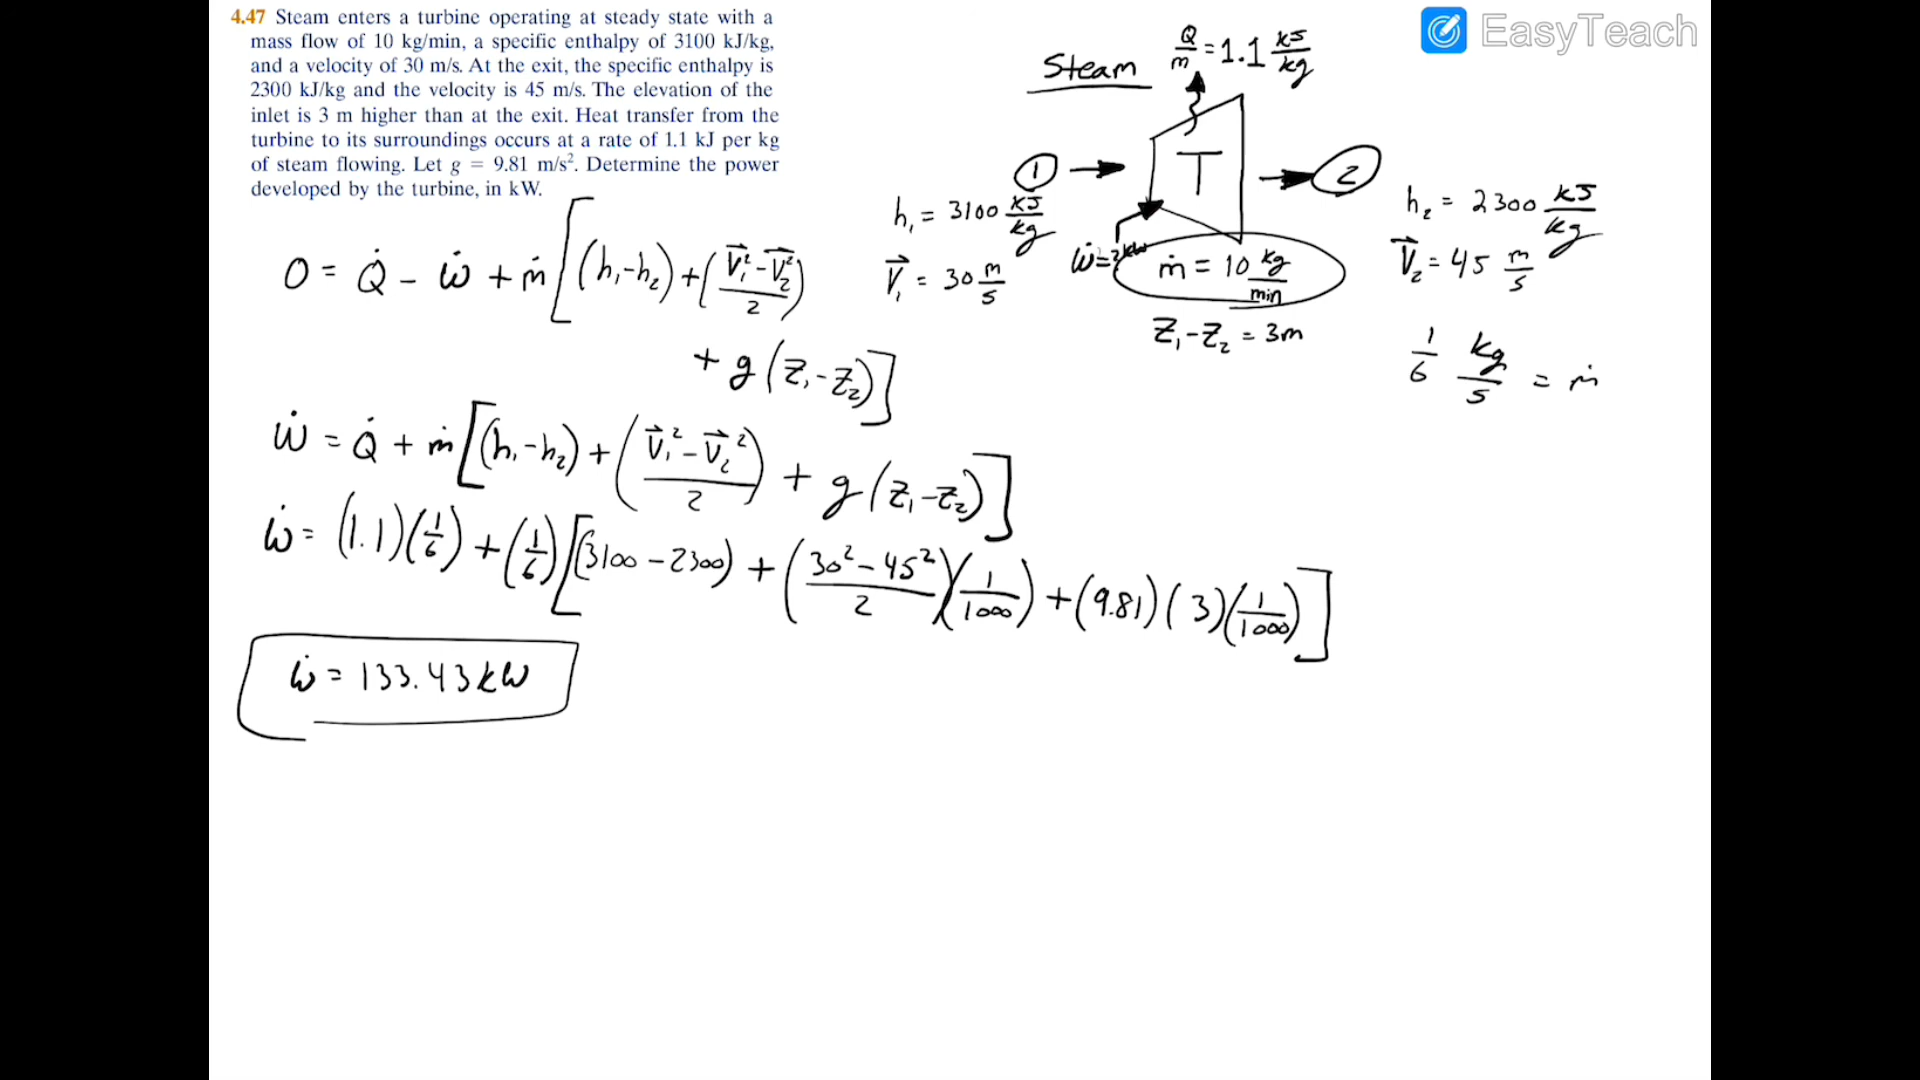 4.47 Steam enters a turbine operating at steady state with a
mass flow of 10 kg/min, a specific enthalpy of 3100 kJ/kg,
and a velocity of 30 m/s. At the exit, the specific enthalpy is
2300 kJ/kg and the velocity is 45 m/s. The elevation of the
inlet is 3 m higher than at the exit. Heat transfer from the
turbine to its surroundings occurs at a rate of 1.1 kJ per kg
of steam flowing. Let g = 9.81 m/s². Determine the power
developed by the turbine, in kW.
EasyTeach
Steam
Q/m = 1.1 kJ/kg
1 → T → 2
h₁ = 3100 kJ/kg
V⃗₁ = 30 m/s
Ẇ = ? kW
ṁ = 10 kg/min
Z₁-Z₂ = 3m
h₂ = 2300 kJ/kg
V⃗₂ = 45 m/s
1/6 kg/s = ṁ
0 = Q̇ - Ẇ + ṁ[(h₁-h₂) + (V⃗₁²-V⃗₂²/2)
+ g(Z₁-Z₂)]
Ẇ = Q̇ + ṁ[(h₁-h₂) + (V⃗₁²-V⃗₂²/2) + g(Z₁-Z₂)]
Ẇ = (1.1)(1/6) + (1/6)[(3100-2300) + (30²-45²/2)(1/1000) + (9.81)(3)(1/1000)]
Ẇ = 133.43 kW